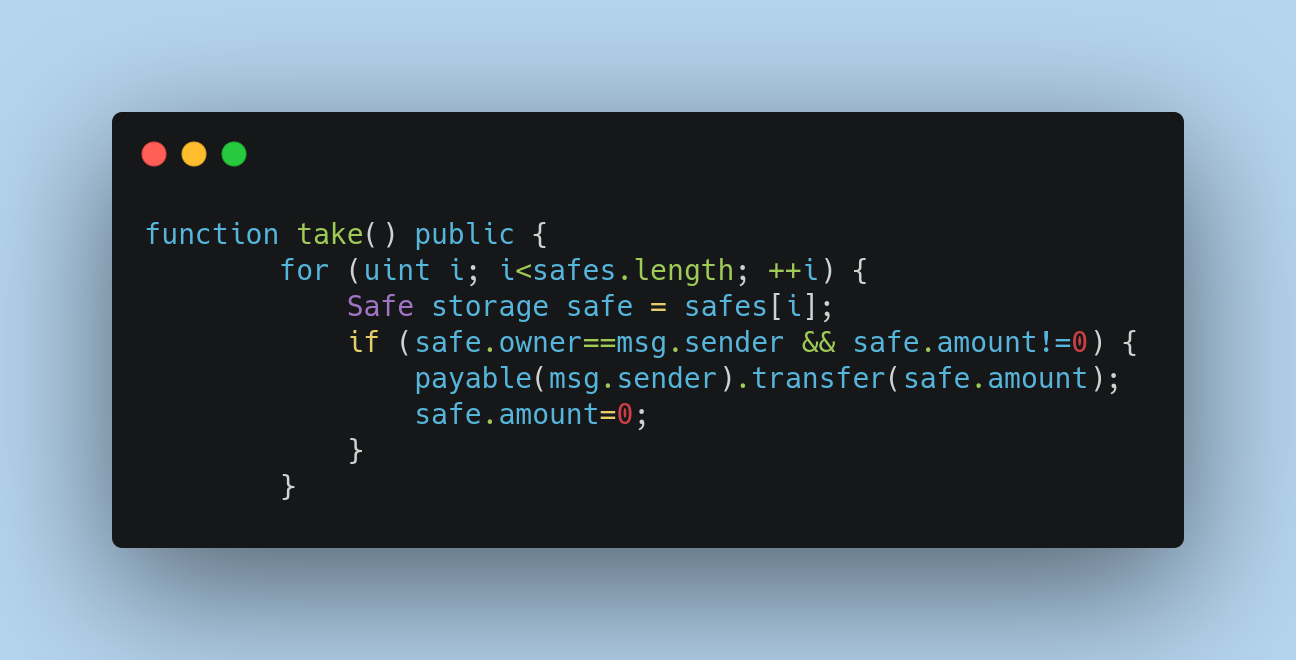 function take() public {
        for (uint i; i<safes.length; ++i) {
            Safe storage safe = safes[i];
            if (safe.owner==msg.sender && safe.amount!=0) {
                payable(msg.sender).transfer(safe.amount);
                safe.amount=0;
            }
        }